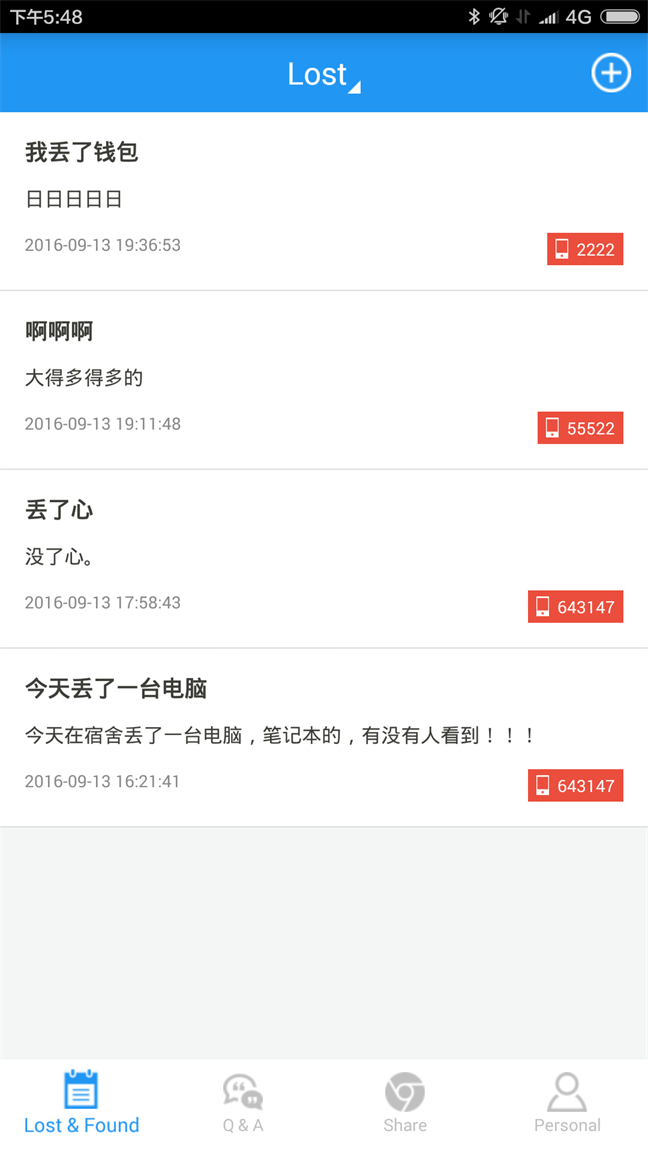 下午5:48
4G
Lost
我丢了钱包
日日日日日
2016-09-13 19:36:53
2222
啊啊啊
大得多得多的
2016-09-13 19:11:48
55522
丢了心
没了心。
2016-09-13 17:58:43
643147
今天丢了一台电脑
今天在宿舍丢了一台电脑，笔记本的，有没有人看到！！！
2016-09-13 16:21:41
643147
Lost & Found
Q & A
Share
Personal